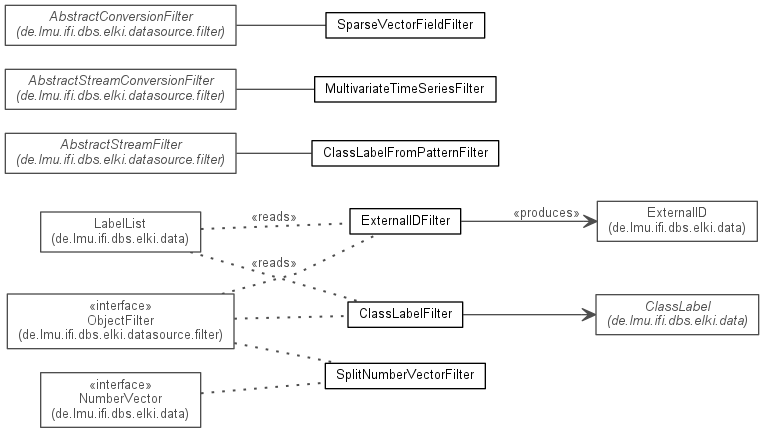 AbstractConversionFilter
(de.lmu.ifi.dbs.elki.datasource.filter)
SparseVectorFieldFilter
AbstractStreamConversionFilter
(de.lmu.ifi.dbs.elki.datasource.filter)
MultivariateTimeSeriesFilter
AbstractStreamFilter
(de.lmu.ifi.dbs.elki.datasource.filter)
ClassLabelFromPatternFilter
LabelList
(de.lmu.ifi.dbs.elki.data)
«reads»
ExternalIDFilter
«produces»
ExternalID
(de.lmu.ifi.dbs.elki.data)
«reads»
«interface»
ObjectFilter
(de.lmu.ifi.dbs.elki.datasource.filter)
ClassLabelFilter
ClassLabel
(de.lmu.ifi.dbs.elki.data)
SplitNumberVectorFilter
«interface»
NumberVector
(de.lmu.ifi.dbs.elki.data)